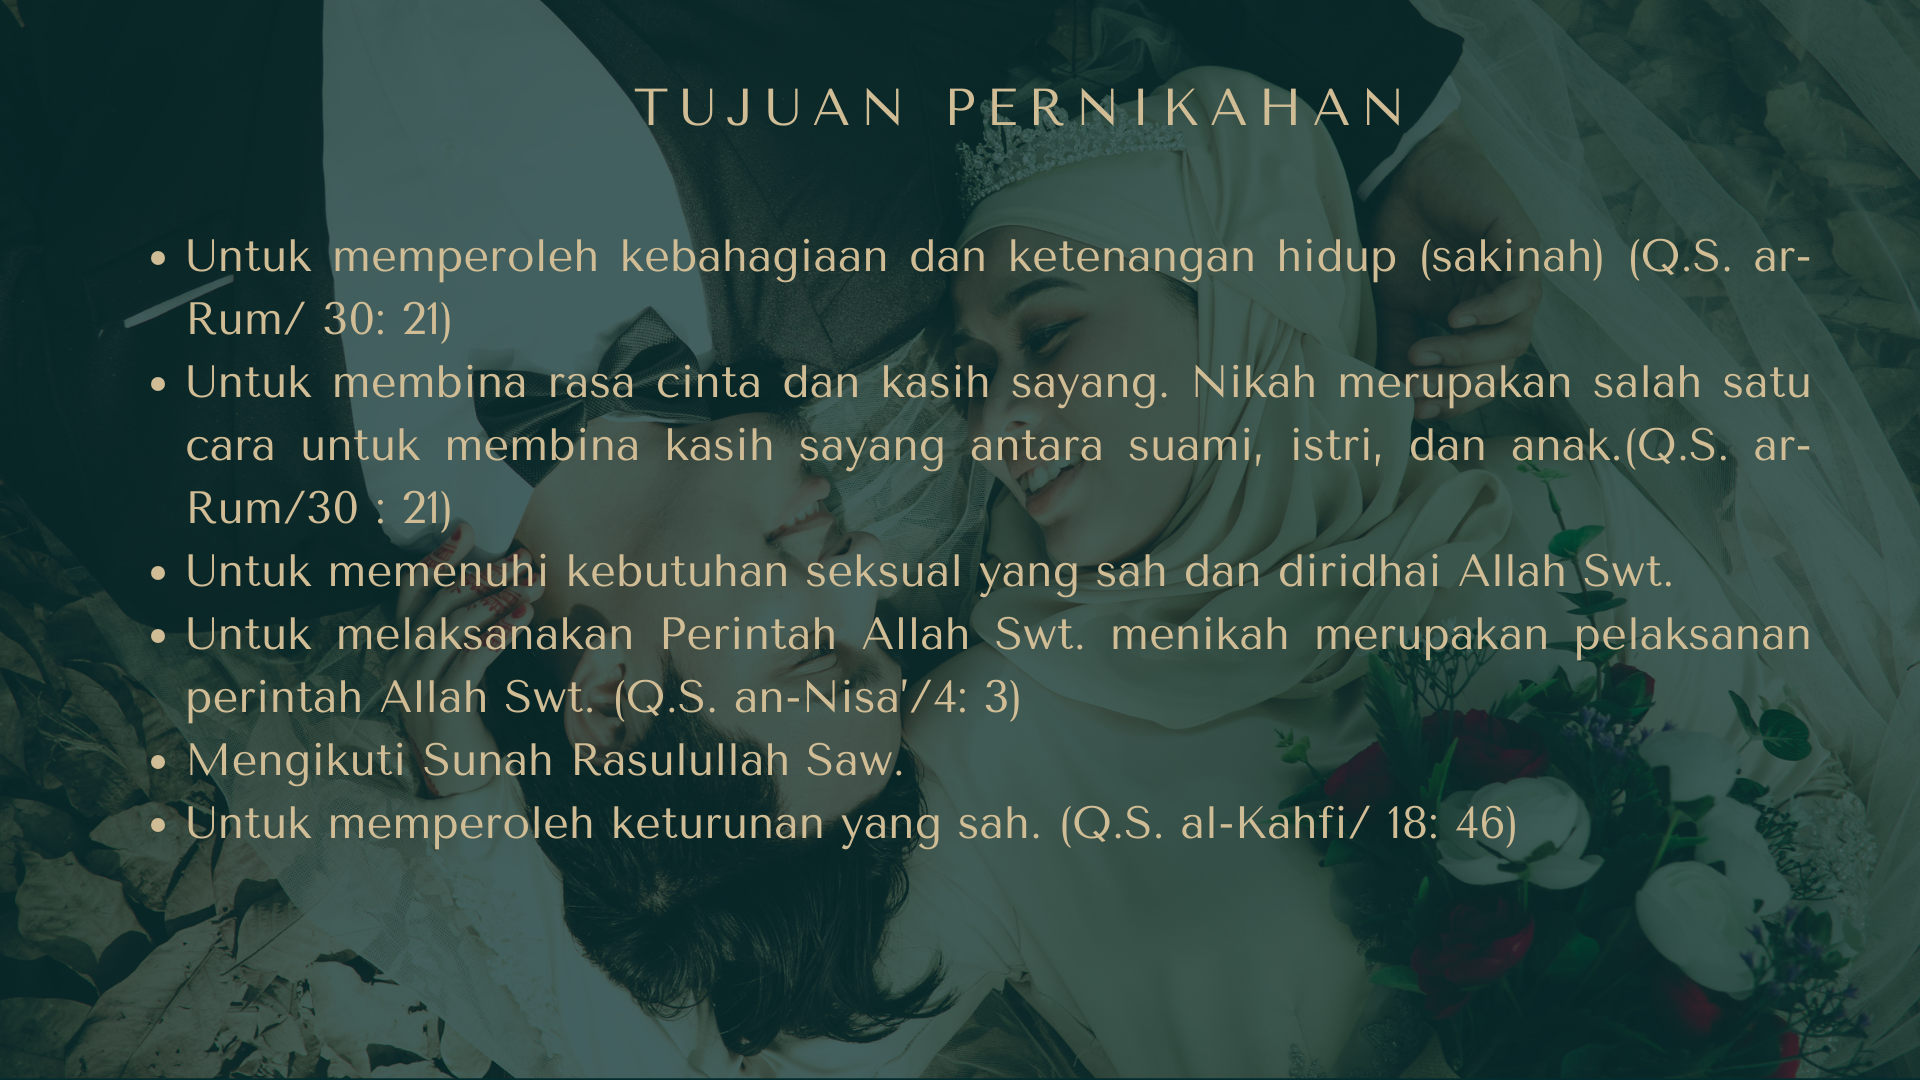 TUJUAN PERNIKAHAN
• Untuk memperoleh kebahagiaan dan ketenangan hidup (sakinah) (Q.S. ar-
Rum/ 30: 21)
• Untuk membina rasa cinta dan kasih sayang. Nikah merupakan salah satu
cara untuk membina kasih sayang antara suami, istri, dan anak.(Q.S. ar-
Rum/30 : 21)
• Untuk memenuhi kebutuhan seksual yang sah dan diridhai Allah Swt.
• Untuk melaksanakan Perintah Allah Swt. menikah merupakan pelaksanan
perintah Allah Swt. (Q.S. an-Nisa’/4: 3)
• Mengikuti Sunah Rasulullah Saw.
• Untuk memperoleh keturunan yang sah. (Q.S. al-Kahfi/ 18: 46)